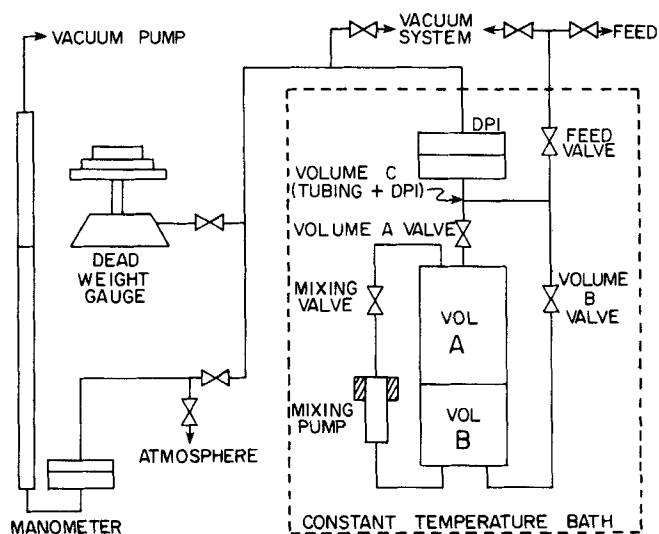 VACUUM PUMP
VACUUM
SYSTEM
FEED
DPI
FEED
VALVE
VOLUME C
(TUBING + DPI)
VOLUME A VALVE
DEAD
WEIGHT
GAUGE
MIXING
VALVE
VOLUME
B
VALVE
VOL
A
MIXING
PUMP
VOL
B
ATMOSPHERE
MANOMETER
CONSTANT TEMPERATURE BATH